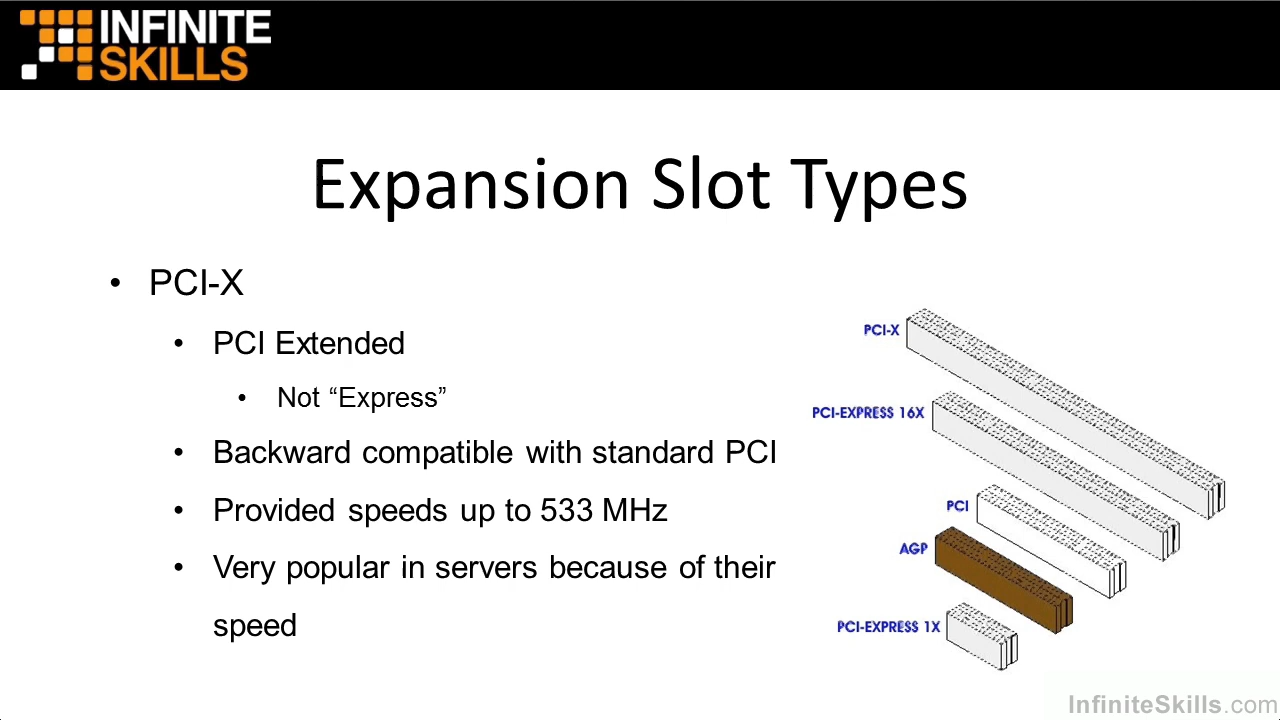 INFINITE
SKILLS
Expansion Slot Types
• PCI-X
• PCI Extended
• Not “Express”
• Backward compatible with standard PCI
• Provided speeds up to 533 MHz
• Very popular in servers because of their
speed
PCI-X
PCI-EXPRESS 16X
PCI
AGP
PCI-EXPRESS 1X
InfiniteSkills.com